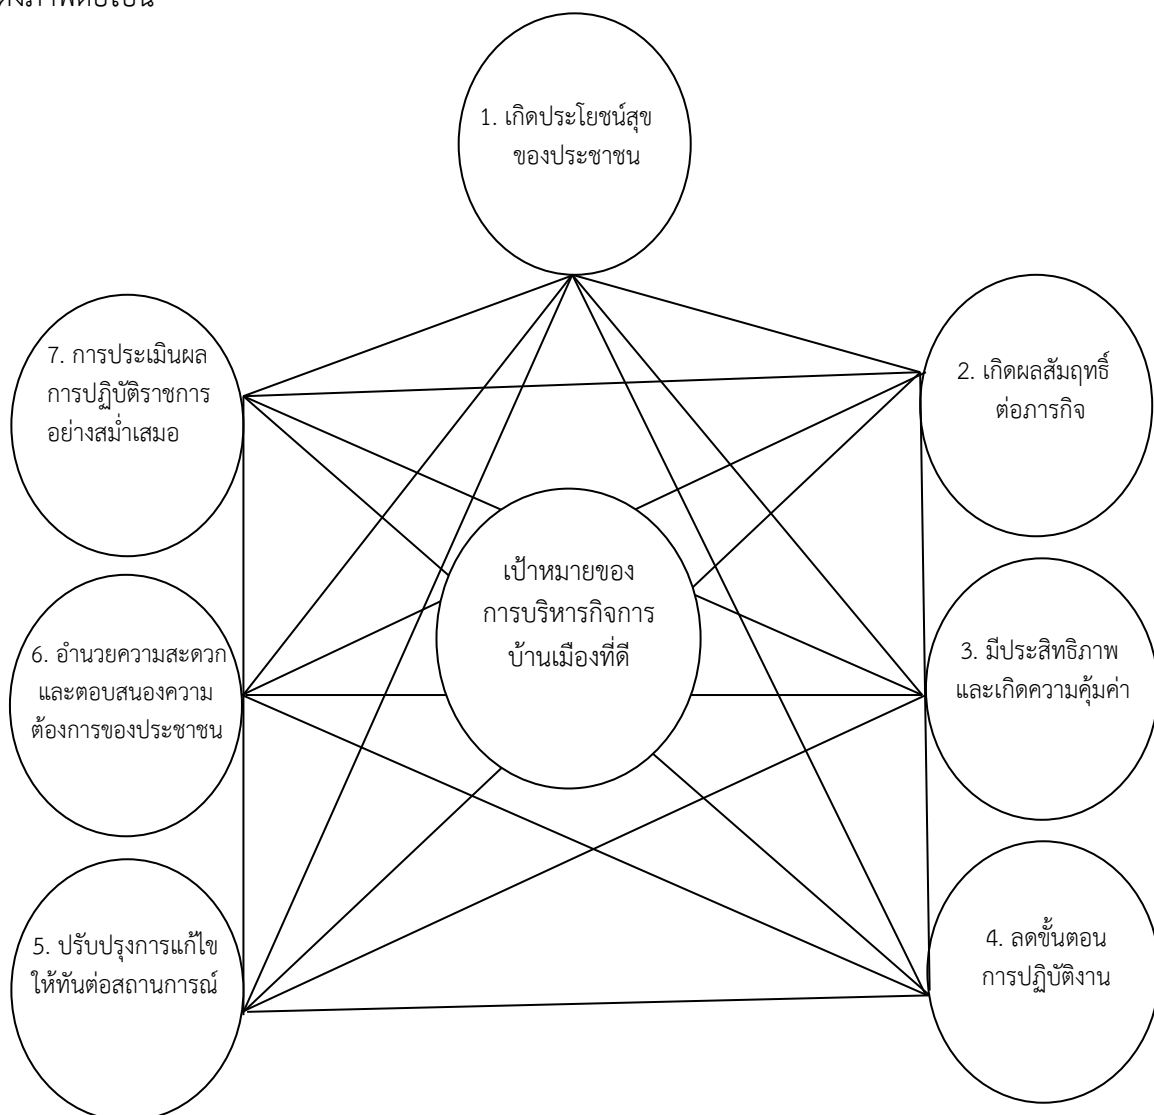 1. เกิดประโยชน์สุข
ของประชาชน
7. การประเมินผล
การปฏิบัติราชการ
อย่างสม่ำเสมอ
2. เกิดผลสัมฤทธิ์
ต่อภารกิจ
เป้าหมายของ
การบริหารกิจการ
บ้านเมืองที่ดี
6. อำนวยความสะดวก
และตอบสนองความ
ต้องการของประชาชน
3. มีประสิทธิภาพ
และเกิดความคุ้มค่า
5. ปรับปรุงการแก้ไข
ให้ทันต่อสถานการณ์
4. ลดขั้นตอน
การปฏิบัติงาน